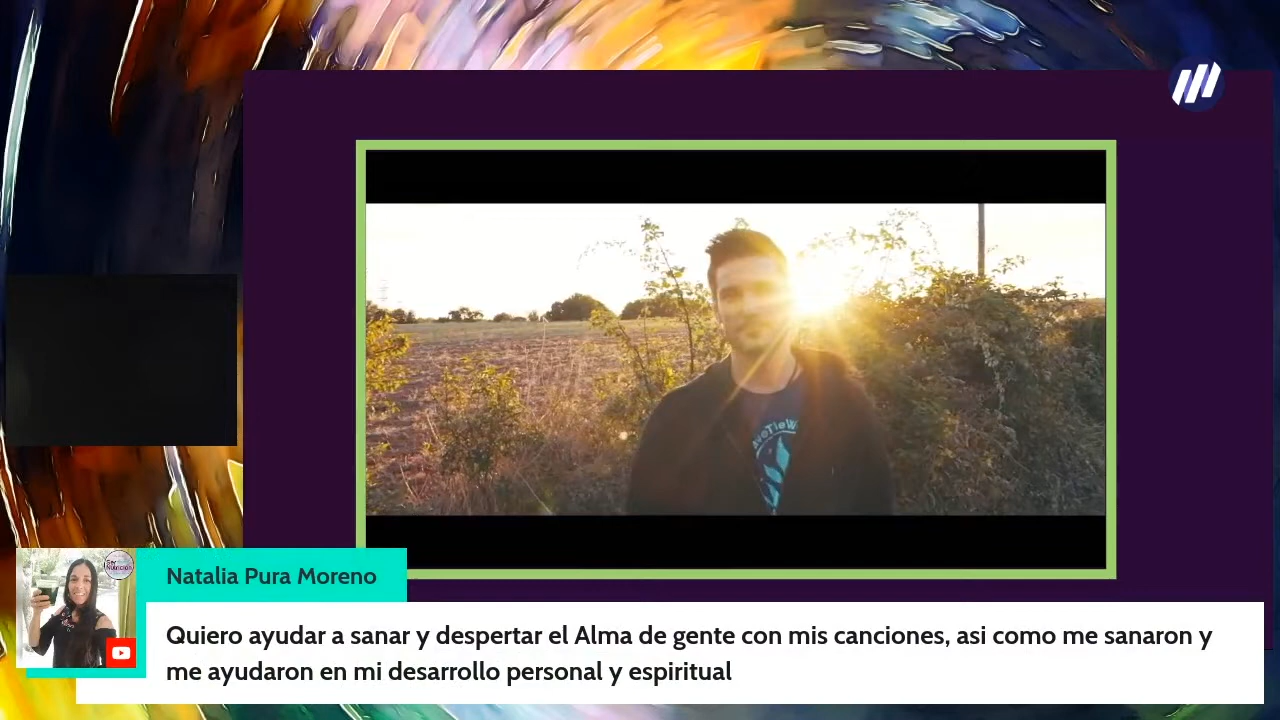 Natalia Pura Moreno
Quiero ayudar a sanar y despertar el Alma de gente con mis canciones, asi como me sanaron y
me ayudaron en mi desarrollo personal y espiritual